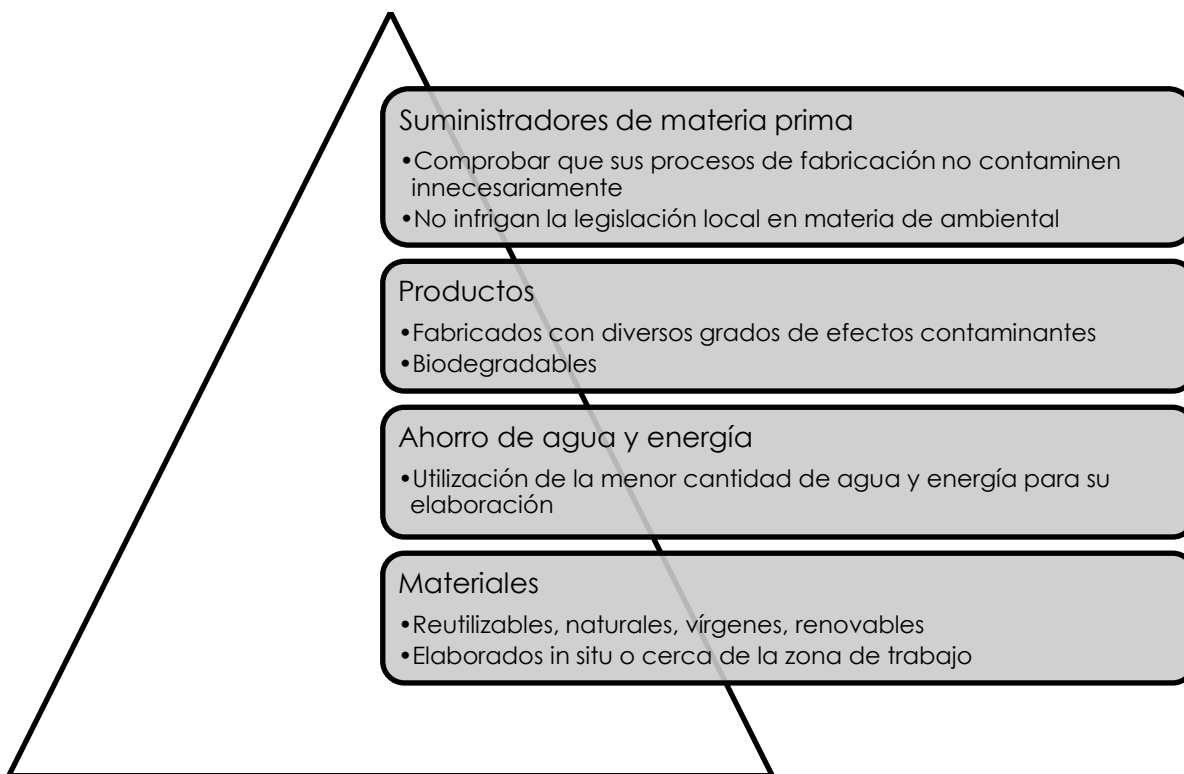 Suministradores de materia prima
•Comprobar que sus procesos de fabricación no contaminen
innecesariamente
•No infrigan la legislación local en materia de ambiental
Productos
•Fabricados con diversos grados de efectos contaminantes
•Biodegradables
Ahorro de agua y energía
•Utilización de la menor cantidad de agua y energía para su
elaboración
Materiales
•Reutilizables, naturales, vírgenes, renovables
•Elaborados in situ o cerca de la zona de trabajo